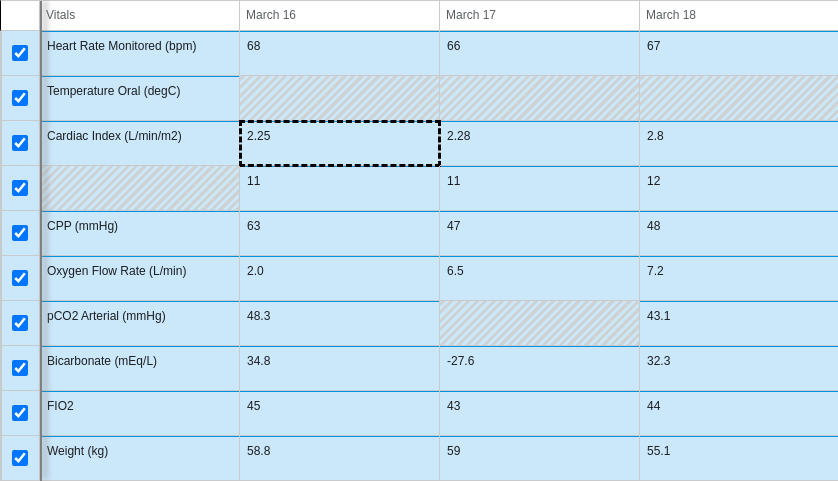 Vitals March 16 March 17 March 18
Heart Rate Monitored (bpm) 68 66 67
Temperature Oral (degC)
Cardiac Index (L/min/m2) 2.25 2.28 2.8
11 11 12
CPP (mmHg) 63 47 48
Oxygen Flow Rate (L/min) 2.0 6.5 7.2
pCO2 Arterial (mmHg) 48.3 43.1
Bicarbonate (mEq/L) 34.8 -27.6 32.3
FIO2 45 43 44
Weight (kg) 58.8 59 55.1